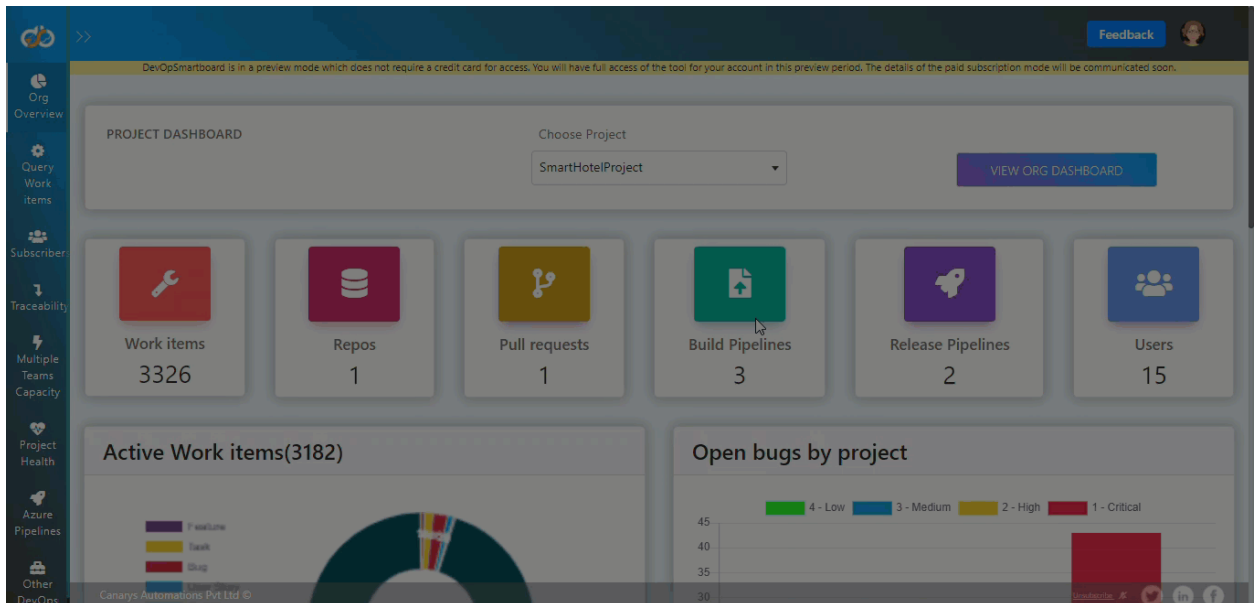 >>
Feedback
DevOpSmartboard is in a preview mode which does not require a credit card for access. You will have full access of the tool for your account in this preview period. The details of the paid subscription mode will be communicated soon.
Org
Overview
Query
Work
items
Subscriber
Traceability
Multiple
Teams
Capacity
Project
Health
Azure
Pipelines
Other
DevOps
PROJECT DASHBOARD
Choose Project
SmartHotelProject
VIEW ORG DASHBOARD
Work items
3326
Repos
1
Pull requests
1
Build Pipelines
3
Release Pipelines
2
Users
15
Active Work items(3182)
Feature
Task
Bug
User Story
Open bugs by project
4 - Low
3 - Medium
2 - High
1 - Critical
45
40
35
30
Canarys Automations Pvt Ltd ©
Unsubscribe